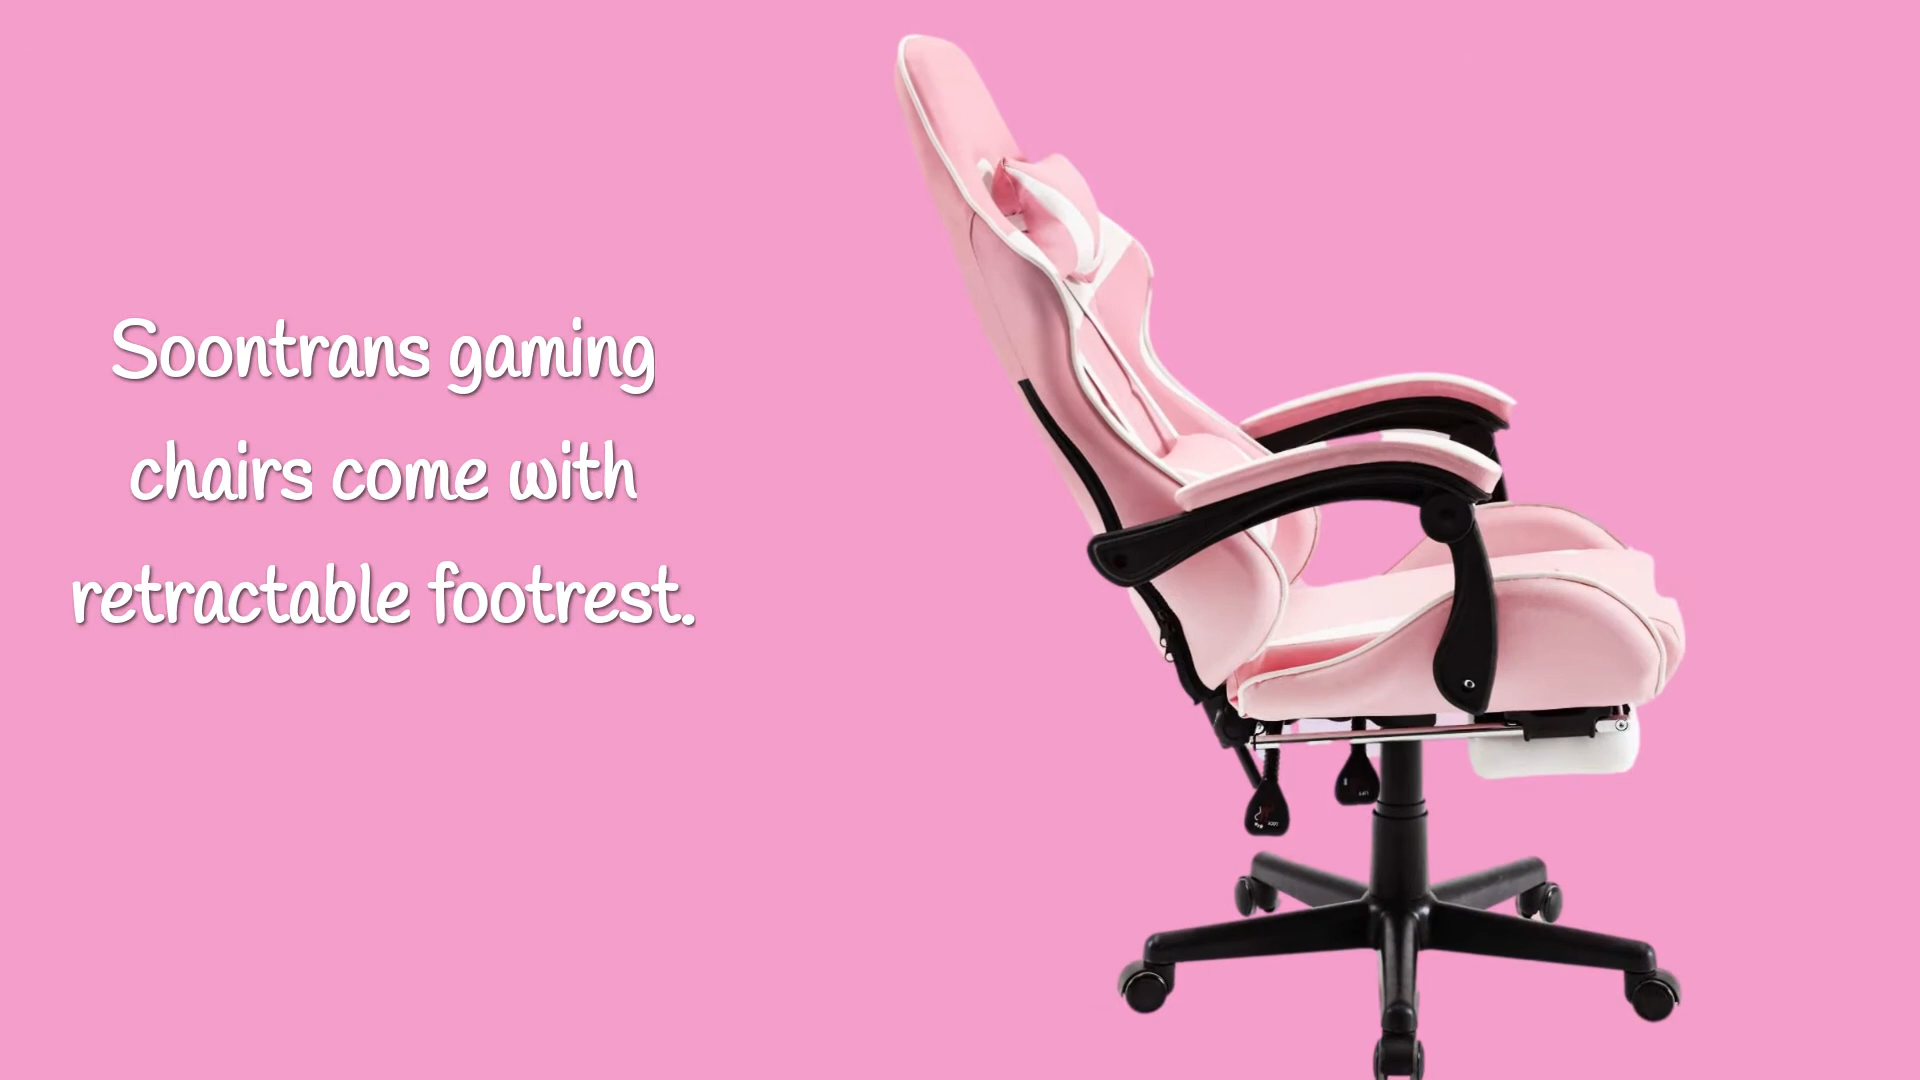 Soontrans gaming
chairs come with
retractable footrest.